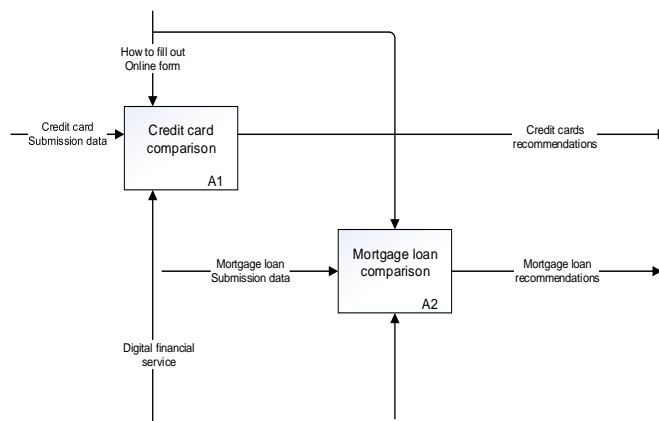 How to fill out
Online form
Credit card
Submission data
Credit card
comparison
A1
Credit cards
recommendations
Mortgage loan
Submission data
Mortgage loan
comparison
A2
Mortgage loan
recommendations
Digital financial
service